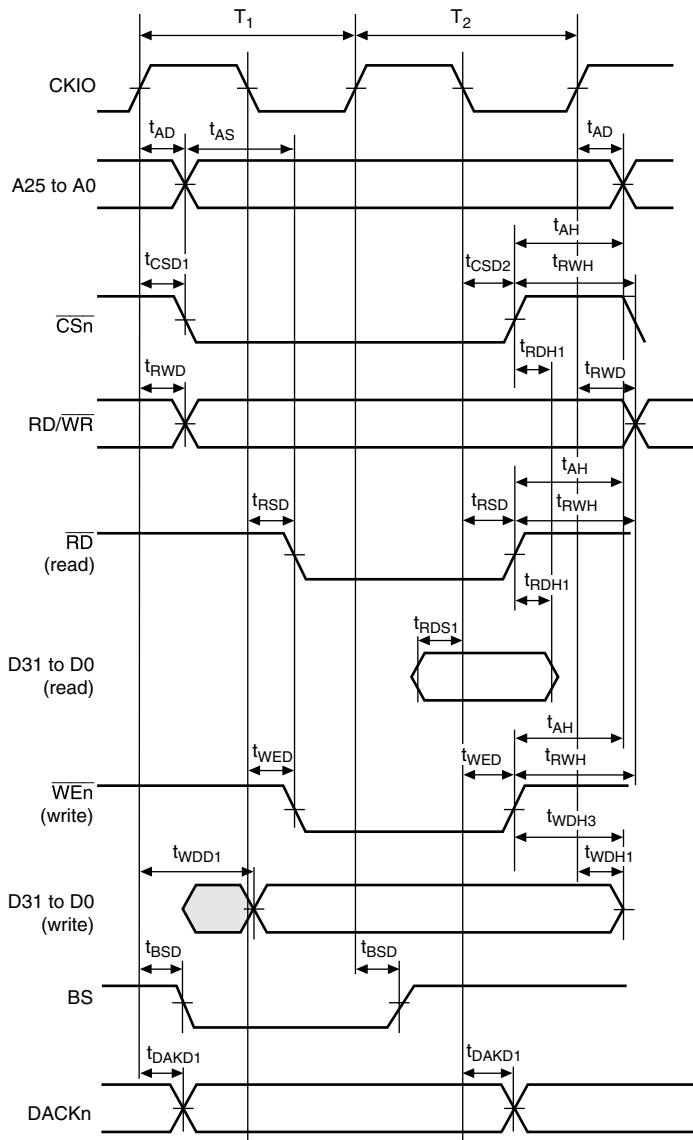 T1 T2
CKIO
tAD tAS tAD
A25 to A0
tAH
tCSD1 tCSD2 tRWH
CSn
tRDH1
tRWD tRWD
RD/WR
tAH
tRSD tRSD tRWH
RD
(read)
tRDH1
tRDS1
D31 to D0
(read)
tAH
tWED tWED tRWH
WEn
(write)
tWDH3
tWDD1 tWDH1
D31 to D0
(write)
tBSD tBSD
BS
tDAKD1 tDAKD1
DACKn